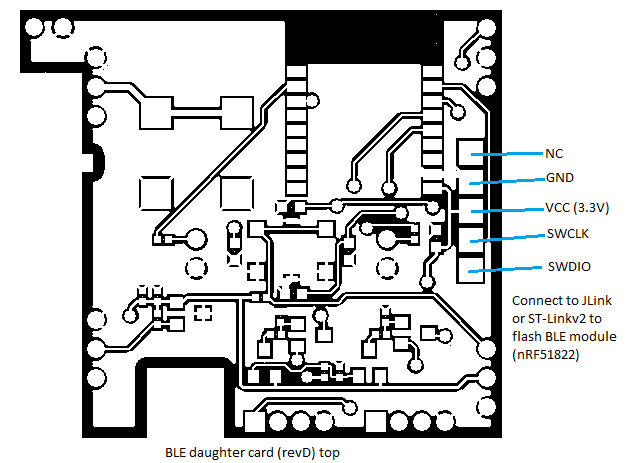 NC
GND
VCC (3.3V)
SWCLK
SWDIO
Connect to JLink
or ST-Linkv2 to
flash BLE module
(nRF51822)
BLE daughter card (revD) top